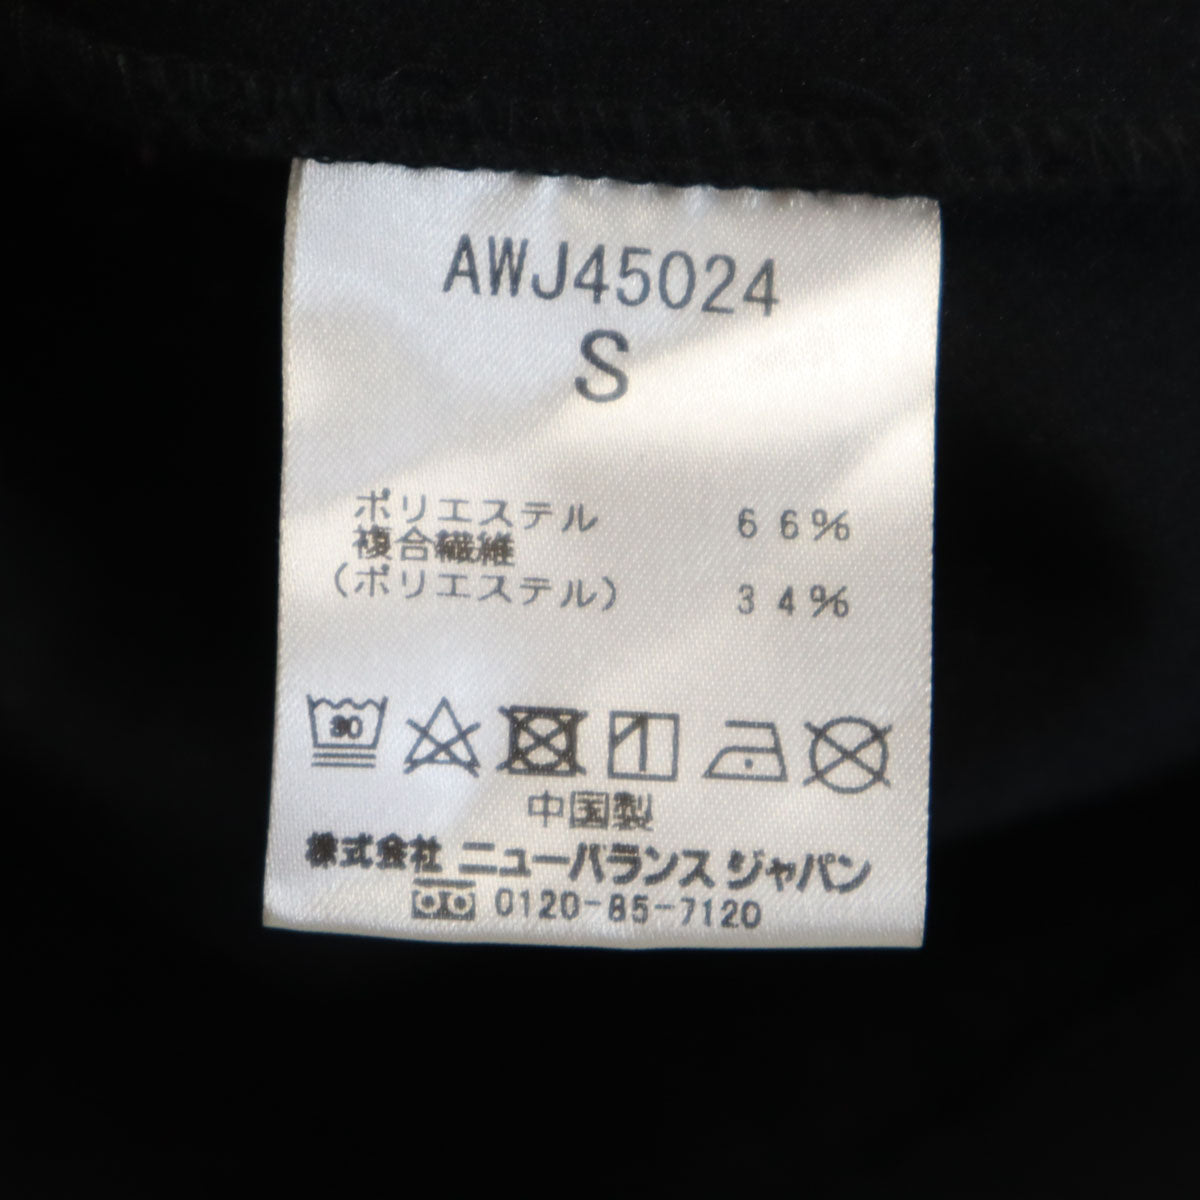 AWJ45024
S
ポリエステル 66%
複合繊維
(ポリエステル) 34%
30
中国製
株式会社 ニューバランス ジャパン
0120-85-7120